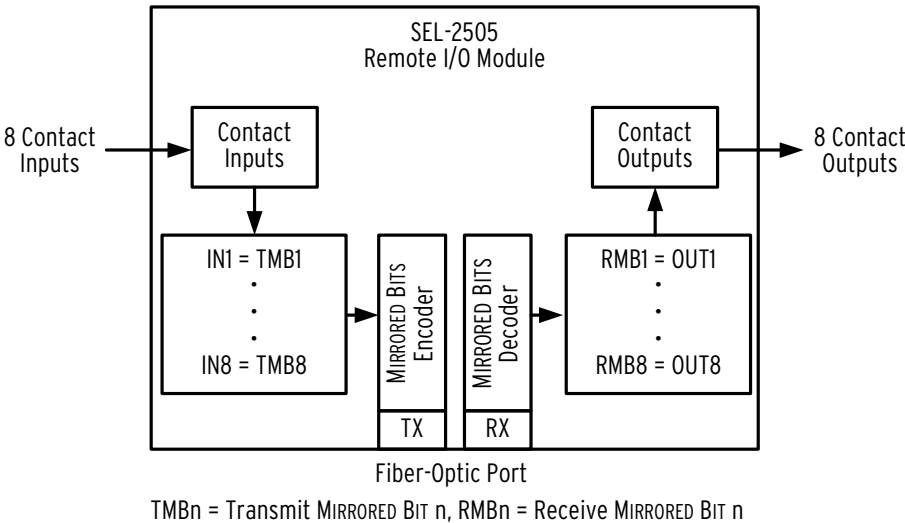 SEL-2505
Remote I/O Module
8 Contact
Inputs
Contact
Inputs
Contact
Outputs
8 Contact
Outputs
IN1 = TMB1
.
.
.
IN8 = TMB8
MIRRORED BITS
Encoder
MIRRORED BITS
Decoder
RMB1 = OUT1
.
.
.
RMB8 = OUT8
TX
RX
Fiber-Optic Port
TMBn = Transmit MIRRORED BIT n, RMBn = Receive MIRRORED BIT n